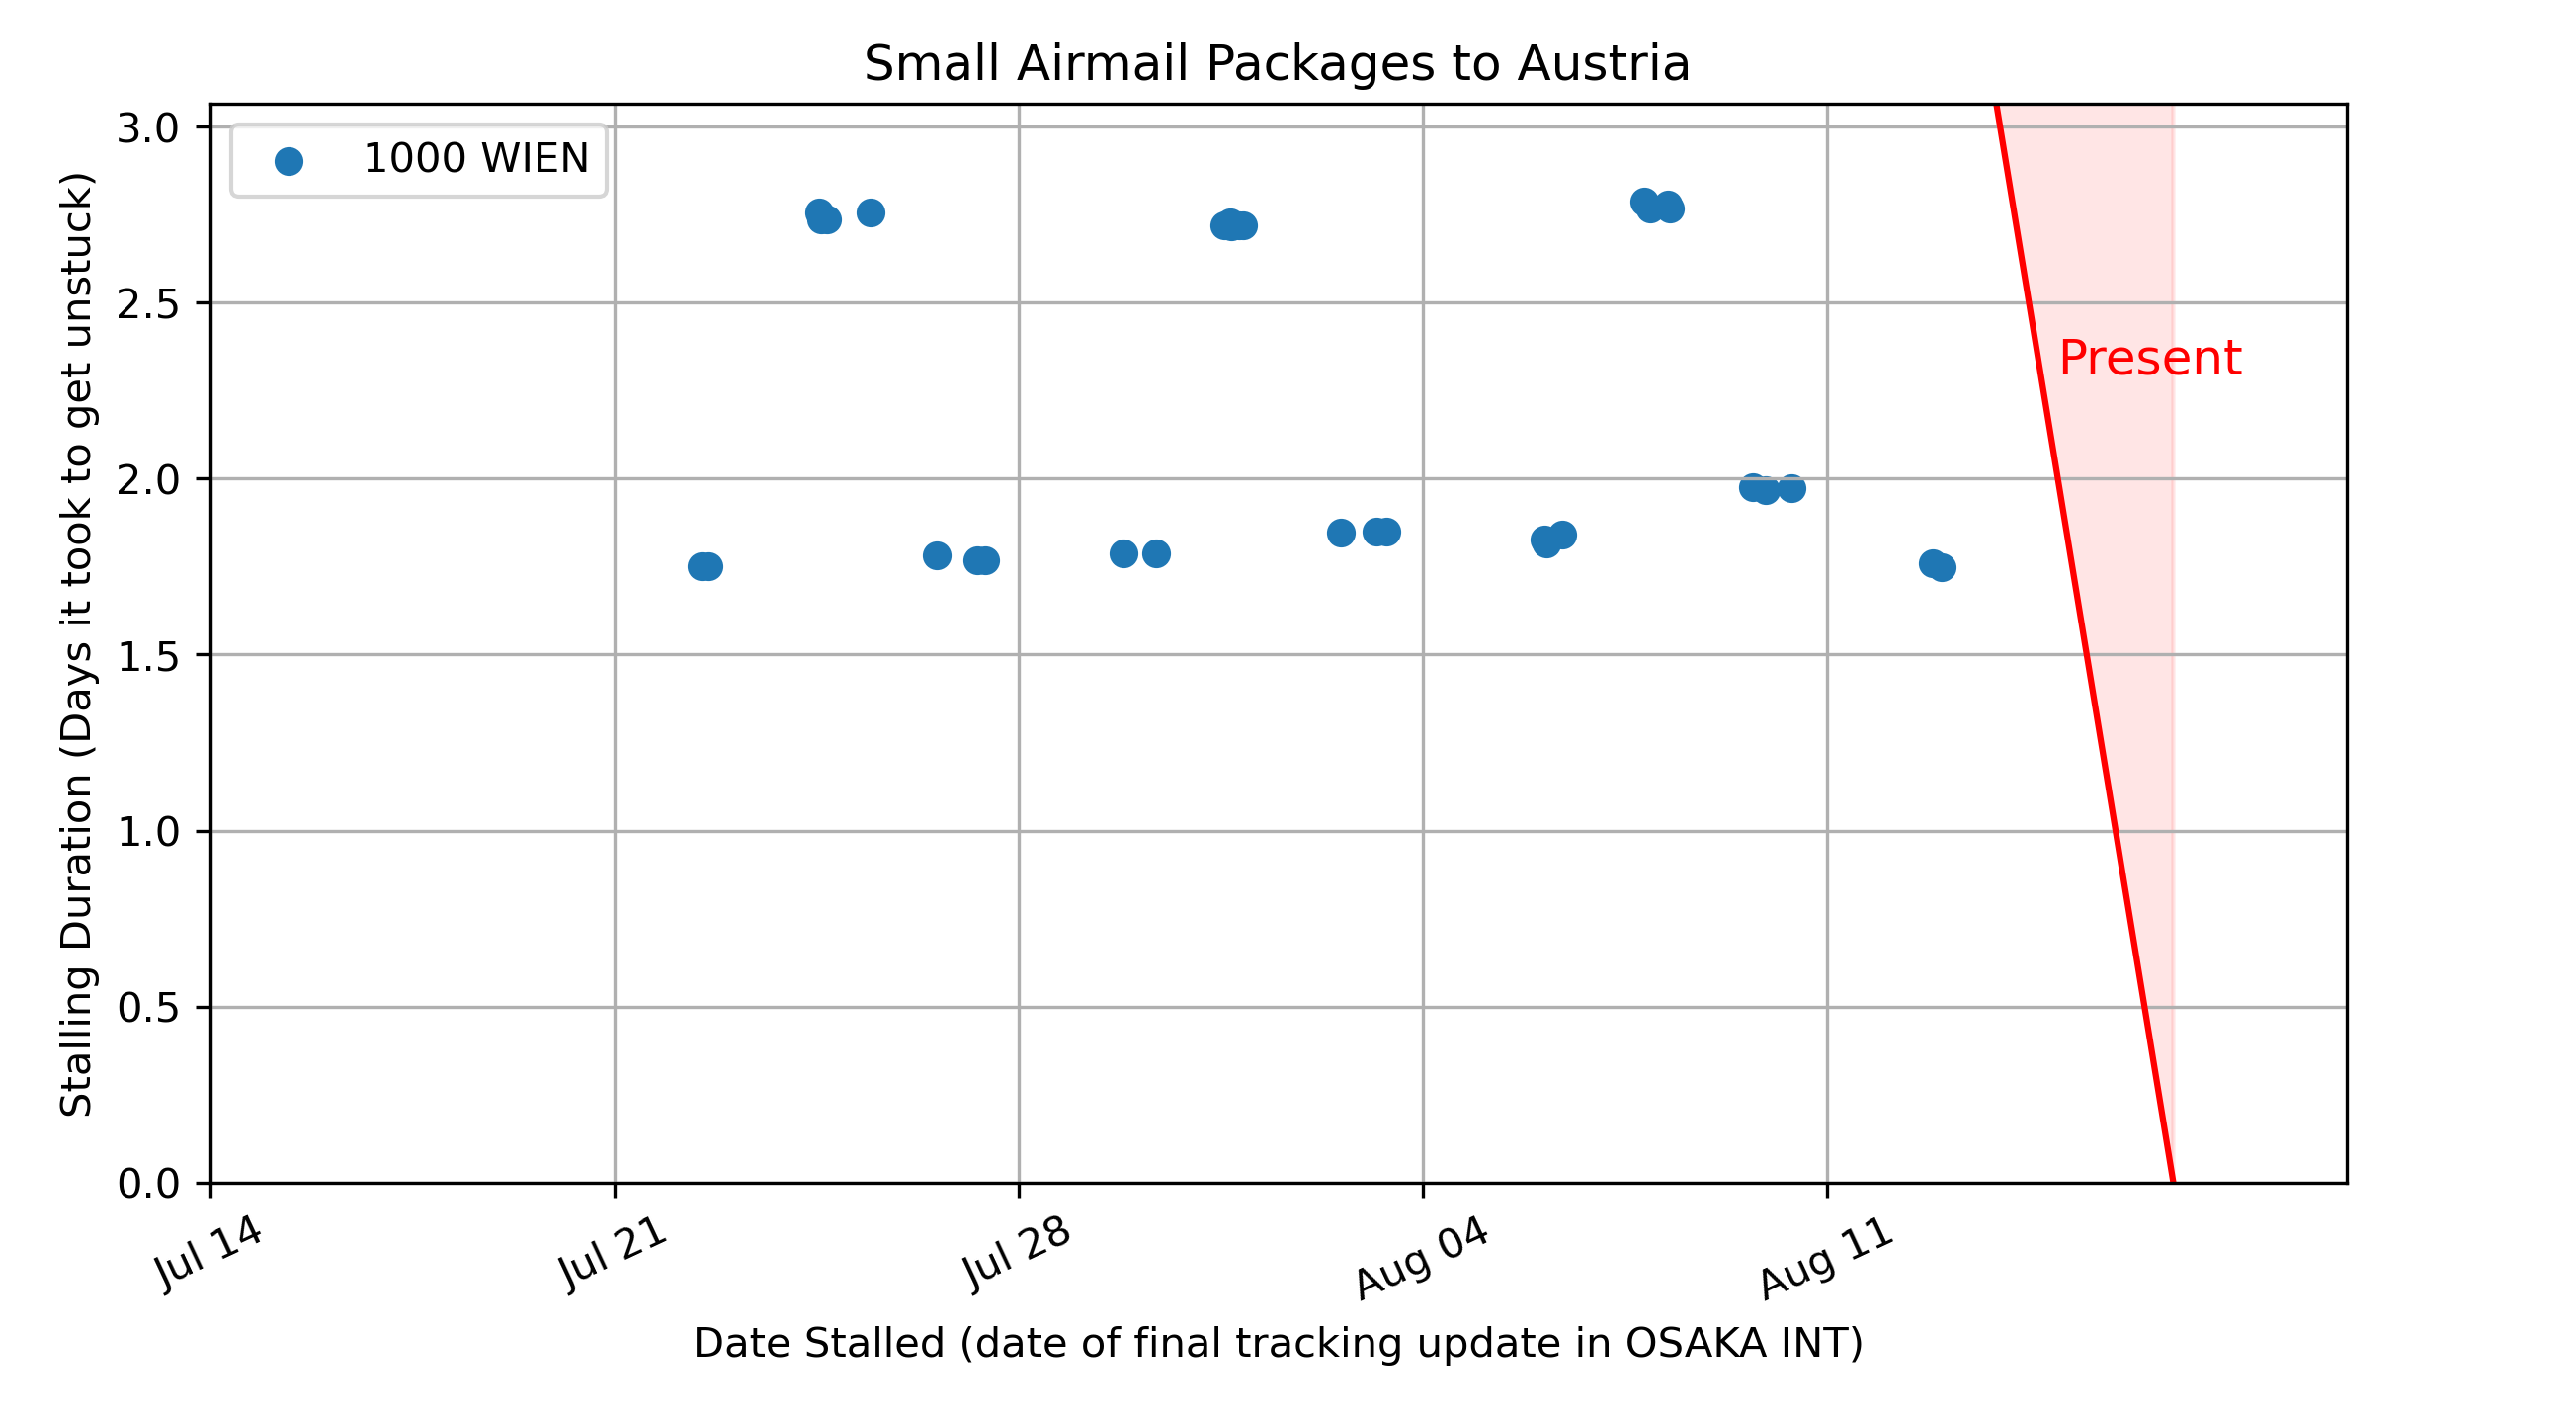 Small Airmail Packages to Austria
1000 WIEN
Present
Stalling Duration (Days it took to get unstuck)
3.0
2.5
2.0
1.5
1.0
0.5
0.0
Jul 14
Jul 21
Jul 28
Aug 04
Aug 11
Date Stalled (date of final tracking update in OSAKA INT)